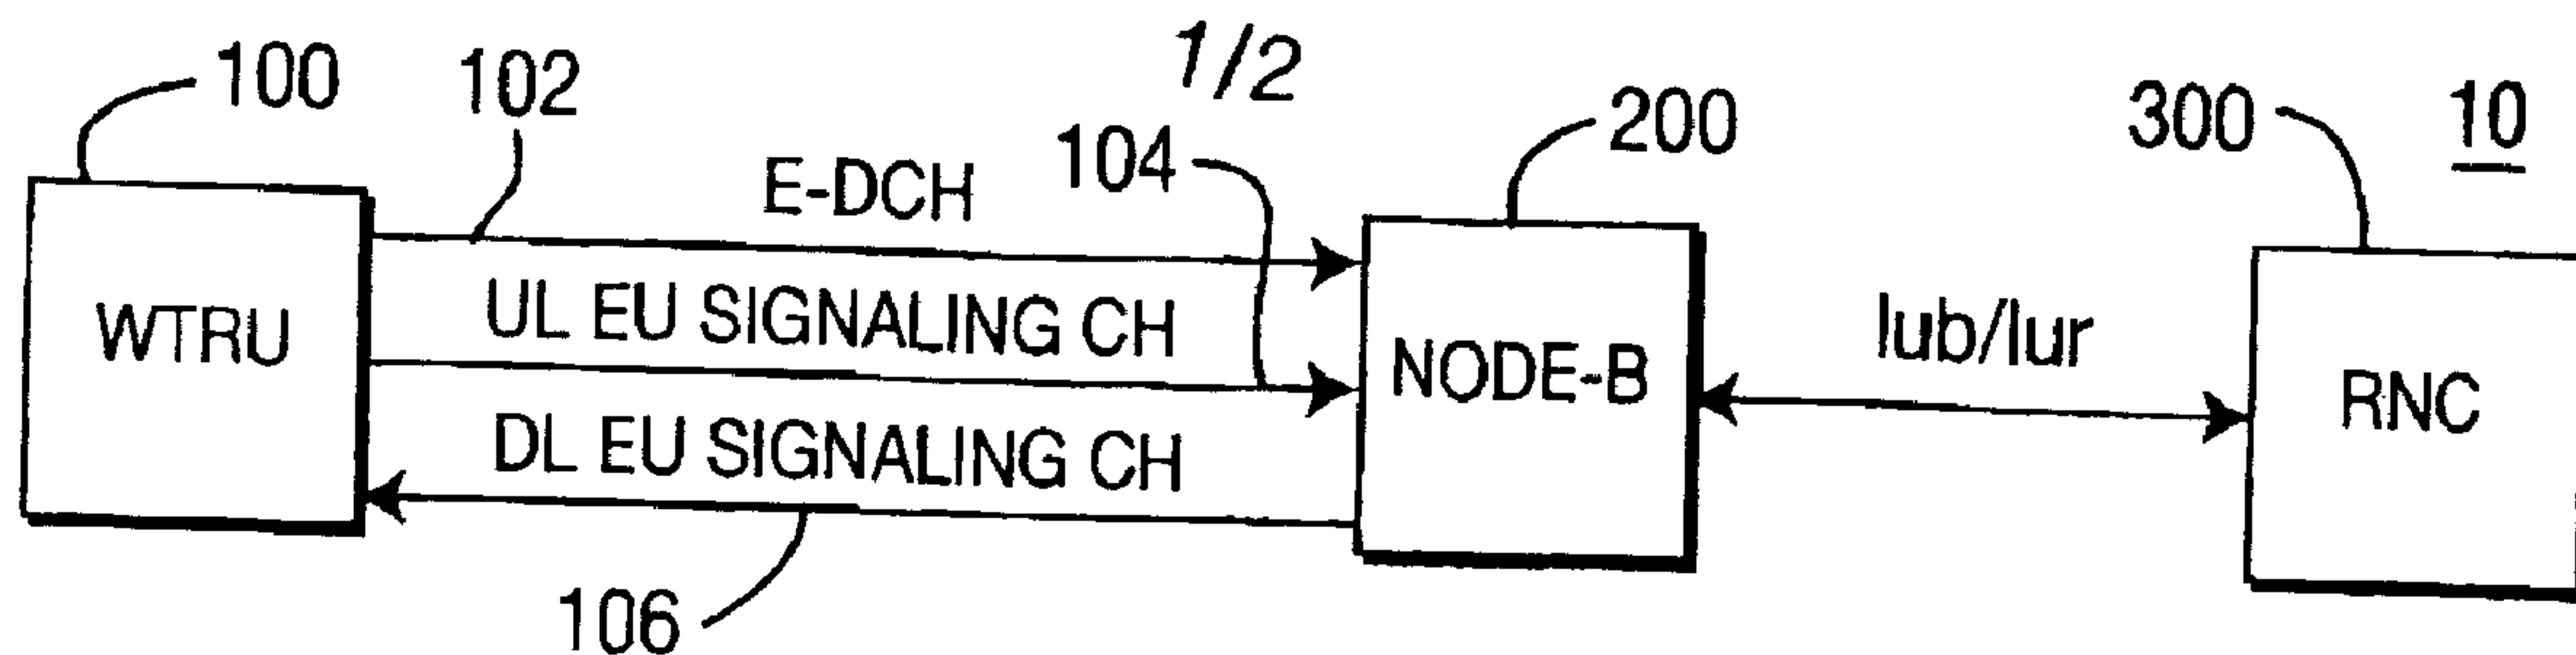 1/2
100
102
E-DCH
104
200
300
10
WTRU
UL EU SIGNALING CH
NODE-B
Iub/Iur
RNC
DL EU SIGNALING CH
106